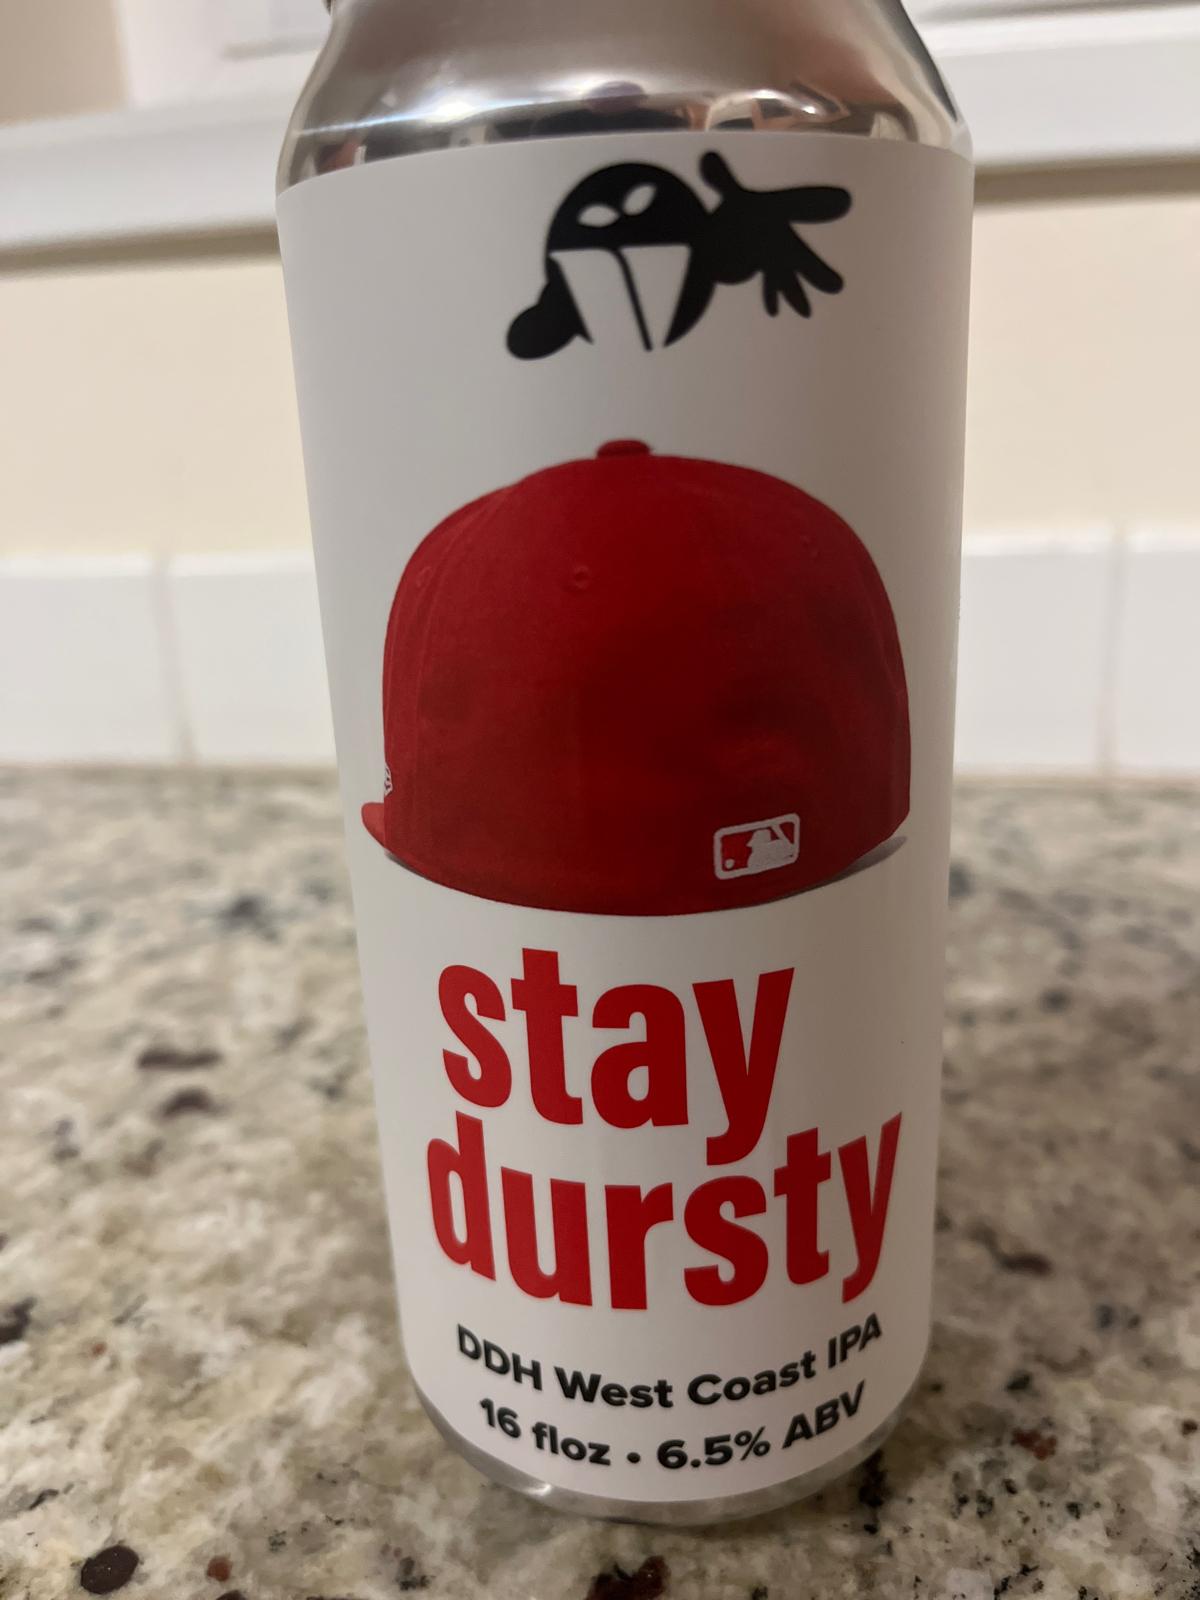 stay
dursty
DDH West Coast IPA
16 floz • 6.5% ABV